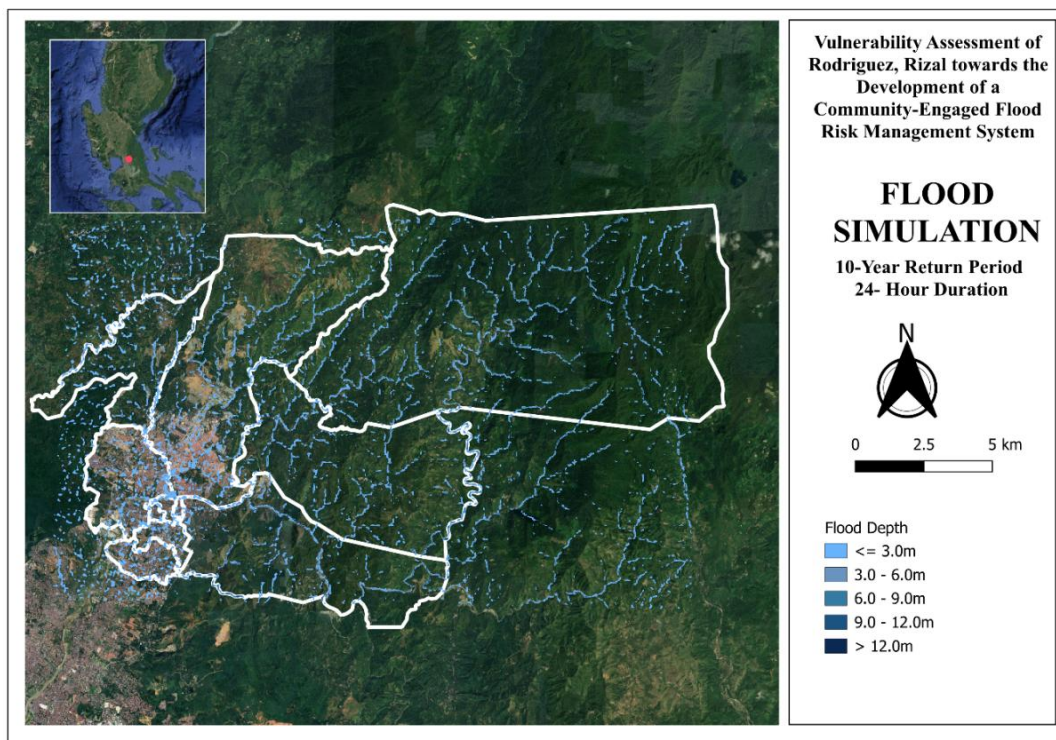 Vulnerability Assessment of
Rodriguez, Rizal towards the
Development of a
Community-Engaged Flood
Risk Management System
FLOOD
SIMULATION
10-Year Return Period
24- Hour Duration
N
0 2.5 5 km
Flood Depth
<= 3.0m
3.0 - 6.0m
6.0 - 9.0m
9.0 - 12.0m
> 12.0m